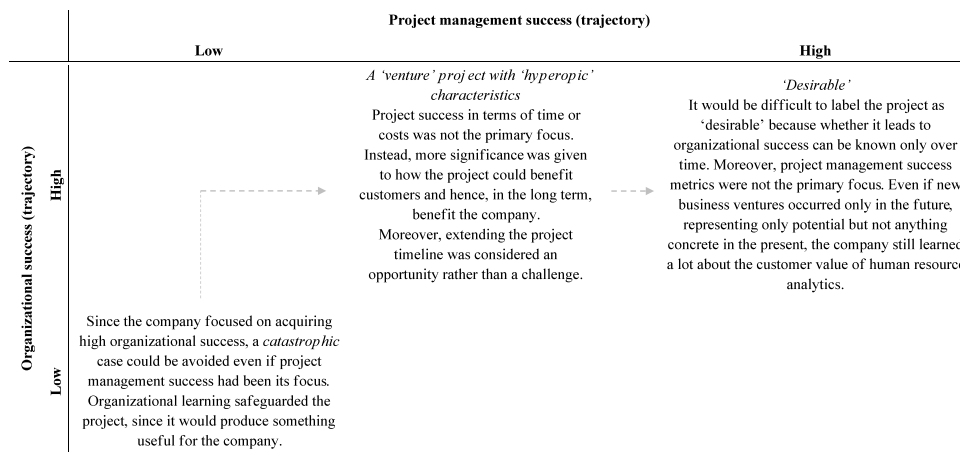 Project management success (trajectory)
Low
High
Organizational success (trajectory)
High
Low
A ‘venture’ project with ‘hyperopic’
characteristics
Project success in terms of time or
costs was not the primary focus.
Instead, more significance was given
to how the project could benefit
customers and hence, in the long term,
benefit the company.
Moreover, extending the project
timeline was considered an
opportunity rather than a challenge.
‘Desirable’
It would be difficult to label the project as
‘desirable’ because whether it leads to
organizational success can be known only over
time. Moreover, project management success
metrics were not the primary focus. Even if new
business ventures occurred only in the future,
representing only potential but not anything
concrete in the present, the company still learned
a lot about the customer value of human resource
analytics.
Since the company focused on acquiring
high organizational success, a catastrophic
case could be avoided even if project
management success had been its focus.
Organizational learning safeguarded the
project, since it would produce something
useful for the company.